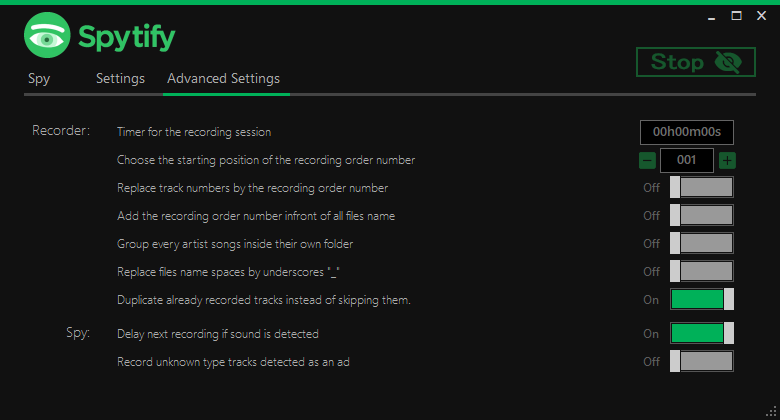 Spytify
Stop
Spy Settings Advanced Settings
Recorder: Timer for the recording session 00h00m00s
Choose the starting position of the recording order number 001
Replace track numbers by the recording order number Off
Add the recording order number infront of all files name Off
Group every artist songs inside their own folder Off
Replace files name spaces by underscores "_" Off
Duplicate already recorded tracks instead of skipping them. On
Spy: Delay next recording if sound is detected On
Record unknown type tracks detected as an ad Off